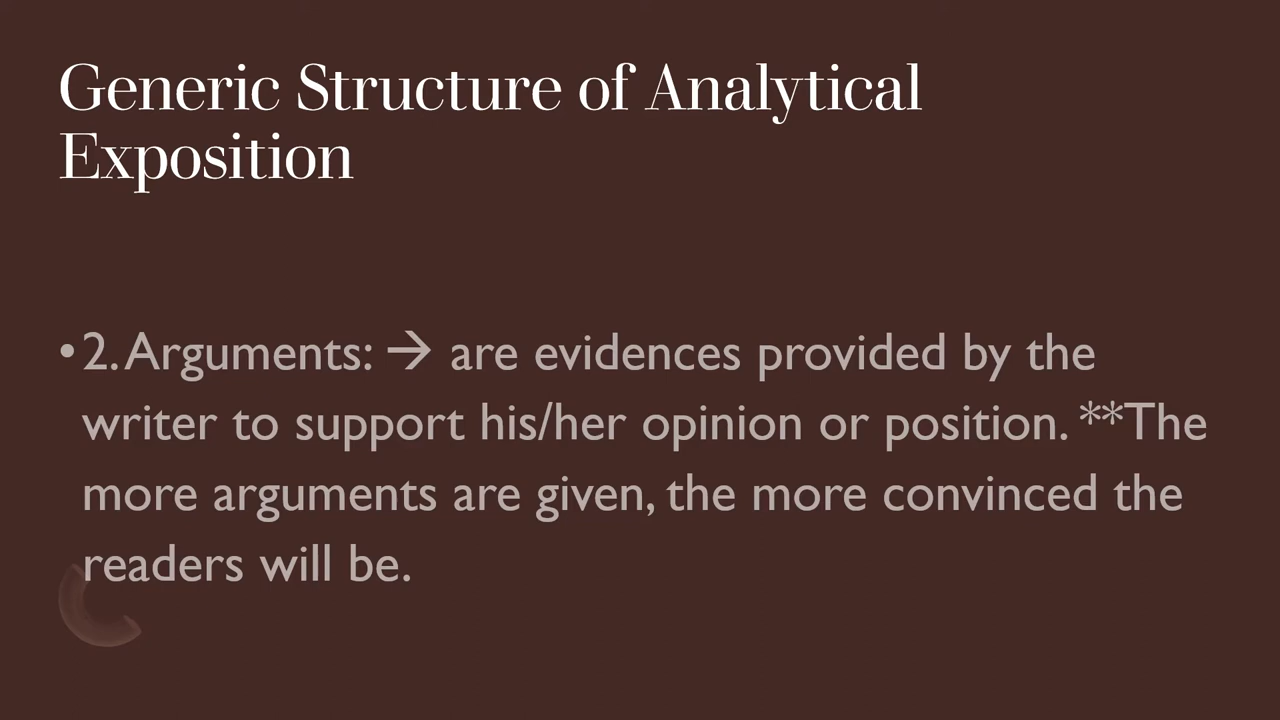 Generic Structure of Analytical
Exposition
•2. Arguments: → are evidences provided by the
writer to support his/her opinion or position. **The
more arguments are given, the more convinced the
readers will be.